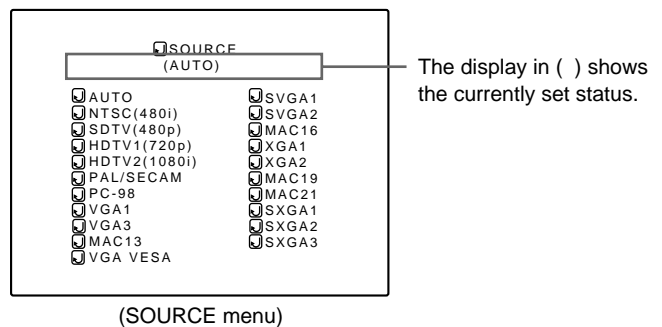 SOURCE
(AUTO)
AUTO
NTSC(480i)
SDTV(480p)
HDTV1(720p)
HDTV2(1080i)
PAL/SECAM
PC-98
VGA1
VGA3
MAC13
VGA VESA
SVGA1
SVGA2
MAC16
XGA1
XGA2
MAC19
MAC21
SXGA1
SXGA2
SXGA3
The display in ( ) shows
the currently set status.
(SOURCE menu)